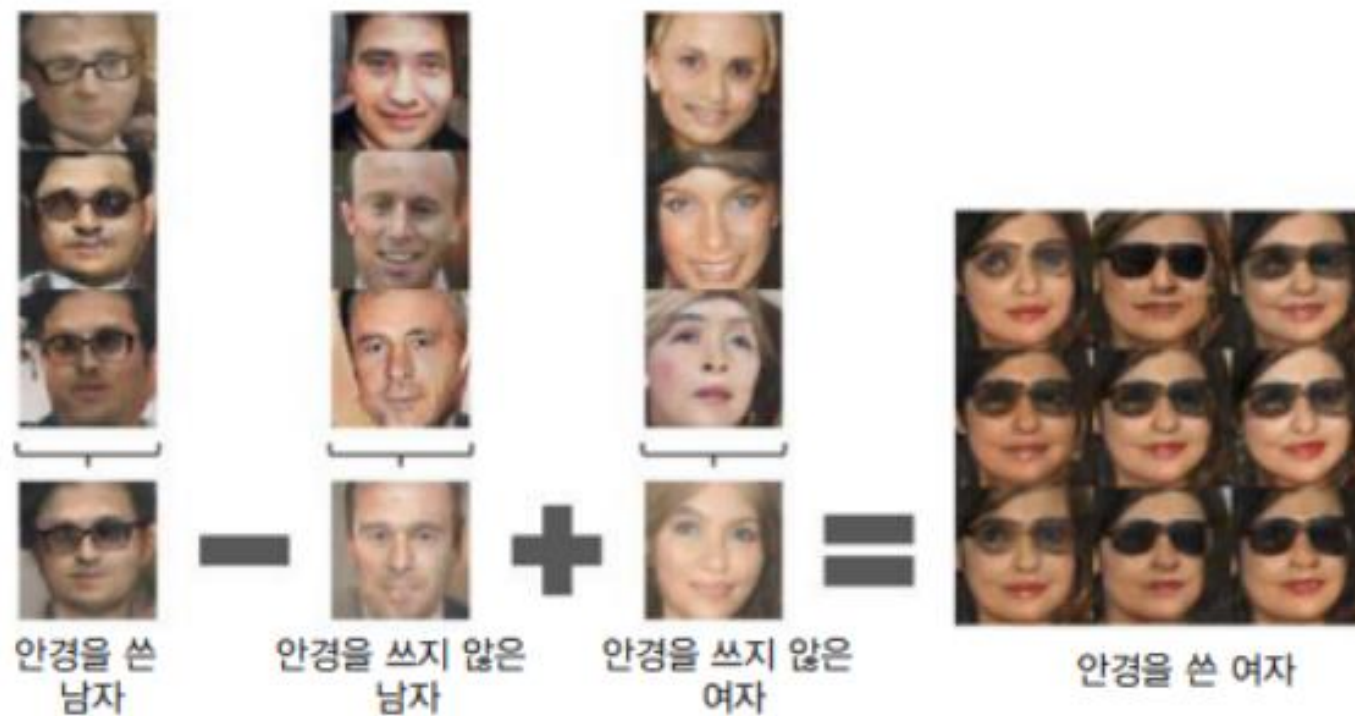 안경을 쓴
남자
안경을 쓰지 않은
남자
안경을 쓰지 않은
여자
안경을 쓴 여자